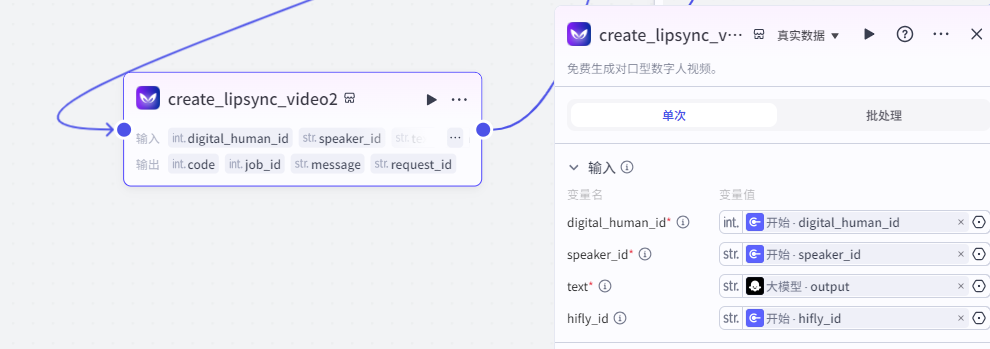 create_lipsync_v··· 真实数据
免费生成对口型数字人视频。
create_lipsync_video2
单次 批处理
输入 int. digital_human_id str. speaker_id str.
输出 int. code int. job_id str. message str. request_id
输入
变量名 变量值
digital_human_id* int. 开始 · digital_human_id
speaker_id* str. 开始 · speaker_id
text* str. 大模型 · output
hifly_id str. 开始 · hifly_id